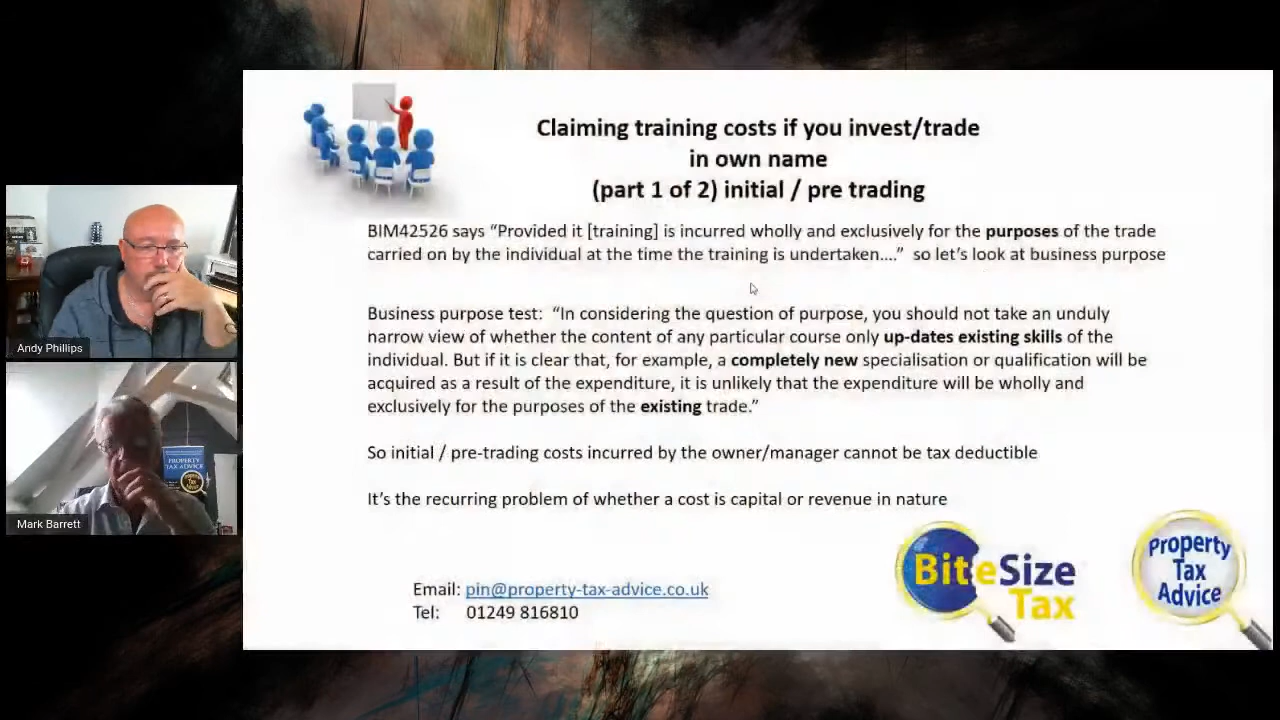 Claiming training costs if you invest/trade
in own name
(part 1 of 2) initial / pre trading
BIM42526 says “Provided it [training] is incurred wholly and exclusively for the purposes of the trade
carried on by the individual at the time the training is undertaken....”  so let’s look at business purpose
Business purpose test:  “In considering the question of purpose, you should not take an unduly
narrow view of whether the content of any particular course only up-dates existing skills of the
individual. But if it is clear that, for example, a completely new specialisation or qualification will be
acquired as a result of the expenditure, it is unlikely that the expenditure will be wholly and
exclusively for the purposes of the existing trade.”
So initial / pre-trading costs incurred by the owner/manager cannot be tax deductible
It’s the recurring problem of whether a cost is capital or revenue in nature
Email: pin@property-tax-advice.co.uk
Tel: 01249 816810
BiteSize
Tax
Property
Tax
Advice
Andy Phillips
PROPERTY
TAX ADVICE
Mark Barrett